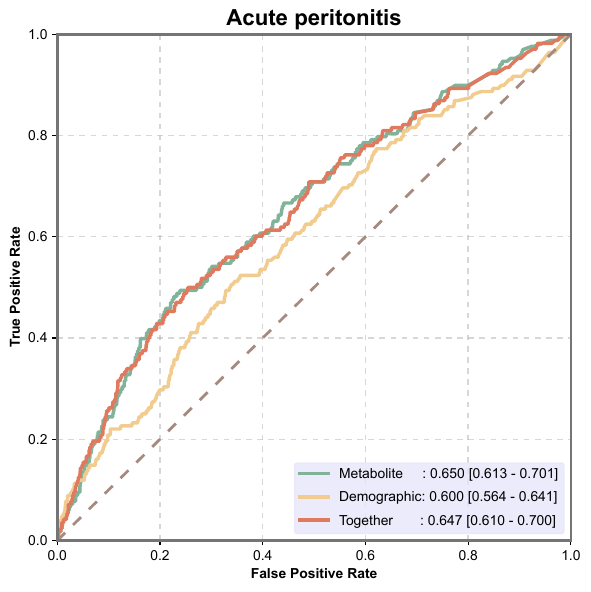 Acute peritonitis
1.0
0.8
0.6
0.4
0.2
0.0
True Positive Rate
Metabolite : 0.650 [0.613 - 0.701]
Demographic: 0.600 [0.564 - 0.641]
Together : 0.647 [0.610 - 0.700]
0.0 0.2 0.4 0.6 0.8 1.0
False Positive Rate